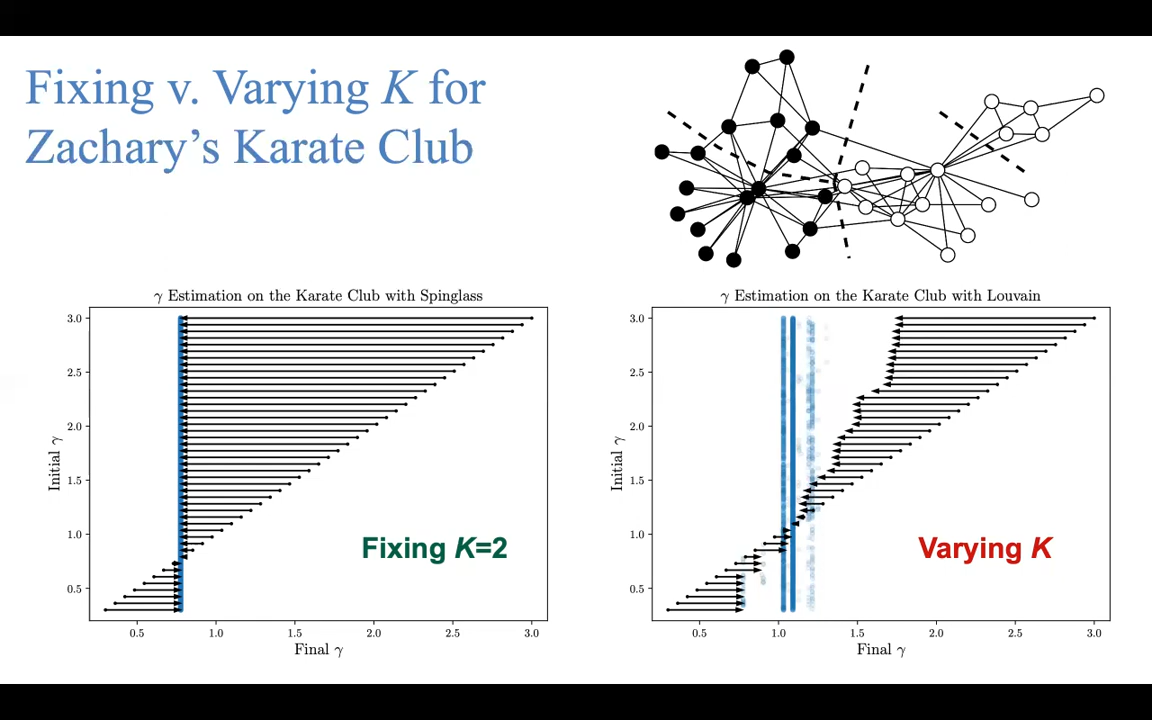 Fixing v. Varying K for
Zachary's Karate Club
γ Estimation on the Karate Club with Spinglass
3.0
2.5
2.0
1.5
1.0
0.5
Initial γ
Fixing K=2
0.5 1.0 1.5 2.0 2.5 3.0
Final γ
γ Estimation on the Karate Club with Louvain
3.0
2.5
2.0
1.5
1.0
0.5
Initial γ
Varying K
0.5 1.0 1.5 2.0 2.5 3.0
Final γ